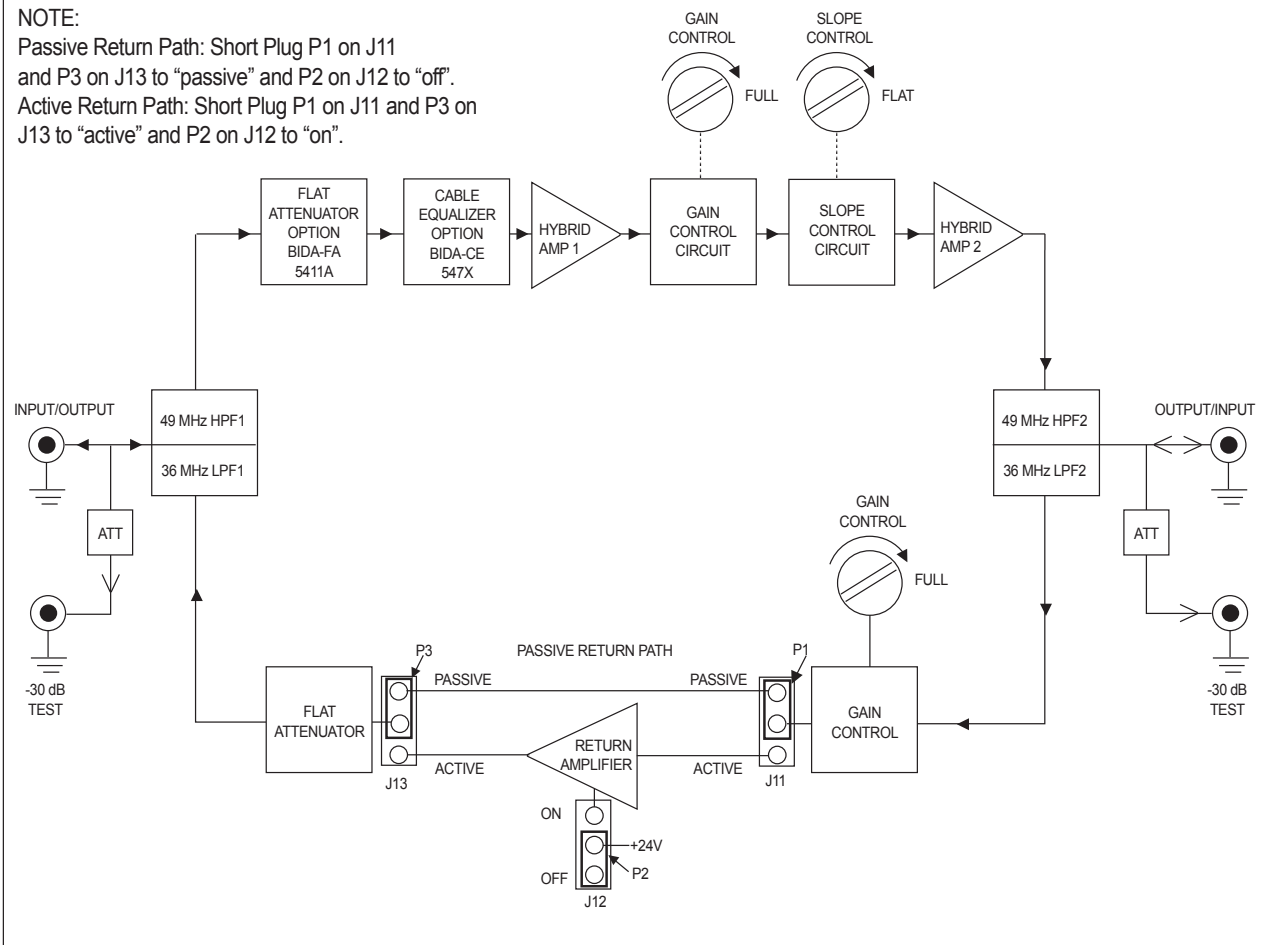 NOTE:
Passive Return Path: Short Plug P1 on J11
and P3 on J13 to “passive” and P2 on J12 to “off”.
Active Return Path: Short Plug P1 on J11 and P3 on
J13 to “active” and P2 on J12 to “on”.
GAIN
CONTROL
FULL
SLOPE
CONTROL
FLAT
FLAT
ATTENUATOR
OPTION
BIDA-FA
5411A
CABLE
EQUALIZER
OPTION
BIDA-CE
547X
HYBRID
AMP 1
GAIN
CONTROL
CIRCUIT
SLOPE
CONTROL
CIRCUIT
HYBRID
AMP 2
INPUT/OUTPUT
49 MHz HPF1
36 MHz LPF1
ATT
-30 dB
TEST
49 MHz HPF2
36 MHz LPF2
OUTPUT/INPUT
ATT
-30 dB
TEST
GAIN
CONTROL
FULL
FLAT
ATTENUATOR
P3
PASSIVE
PASSIVE RETURN PATH
PASSIVE
P1
GAIN
CONTROL
J13
ACTIVE
RETURN
AMPLIFIER
ACTIVE
J11
ON
+24V
P2
OFF
J12